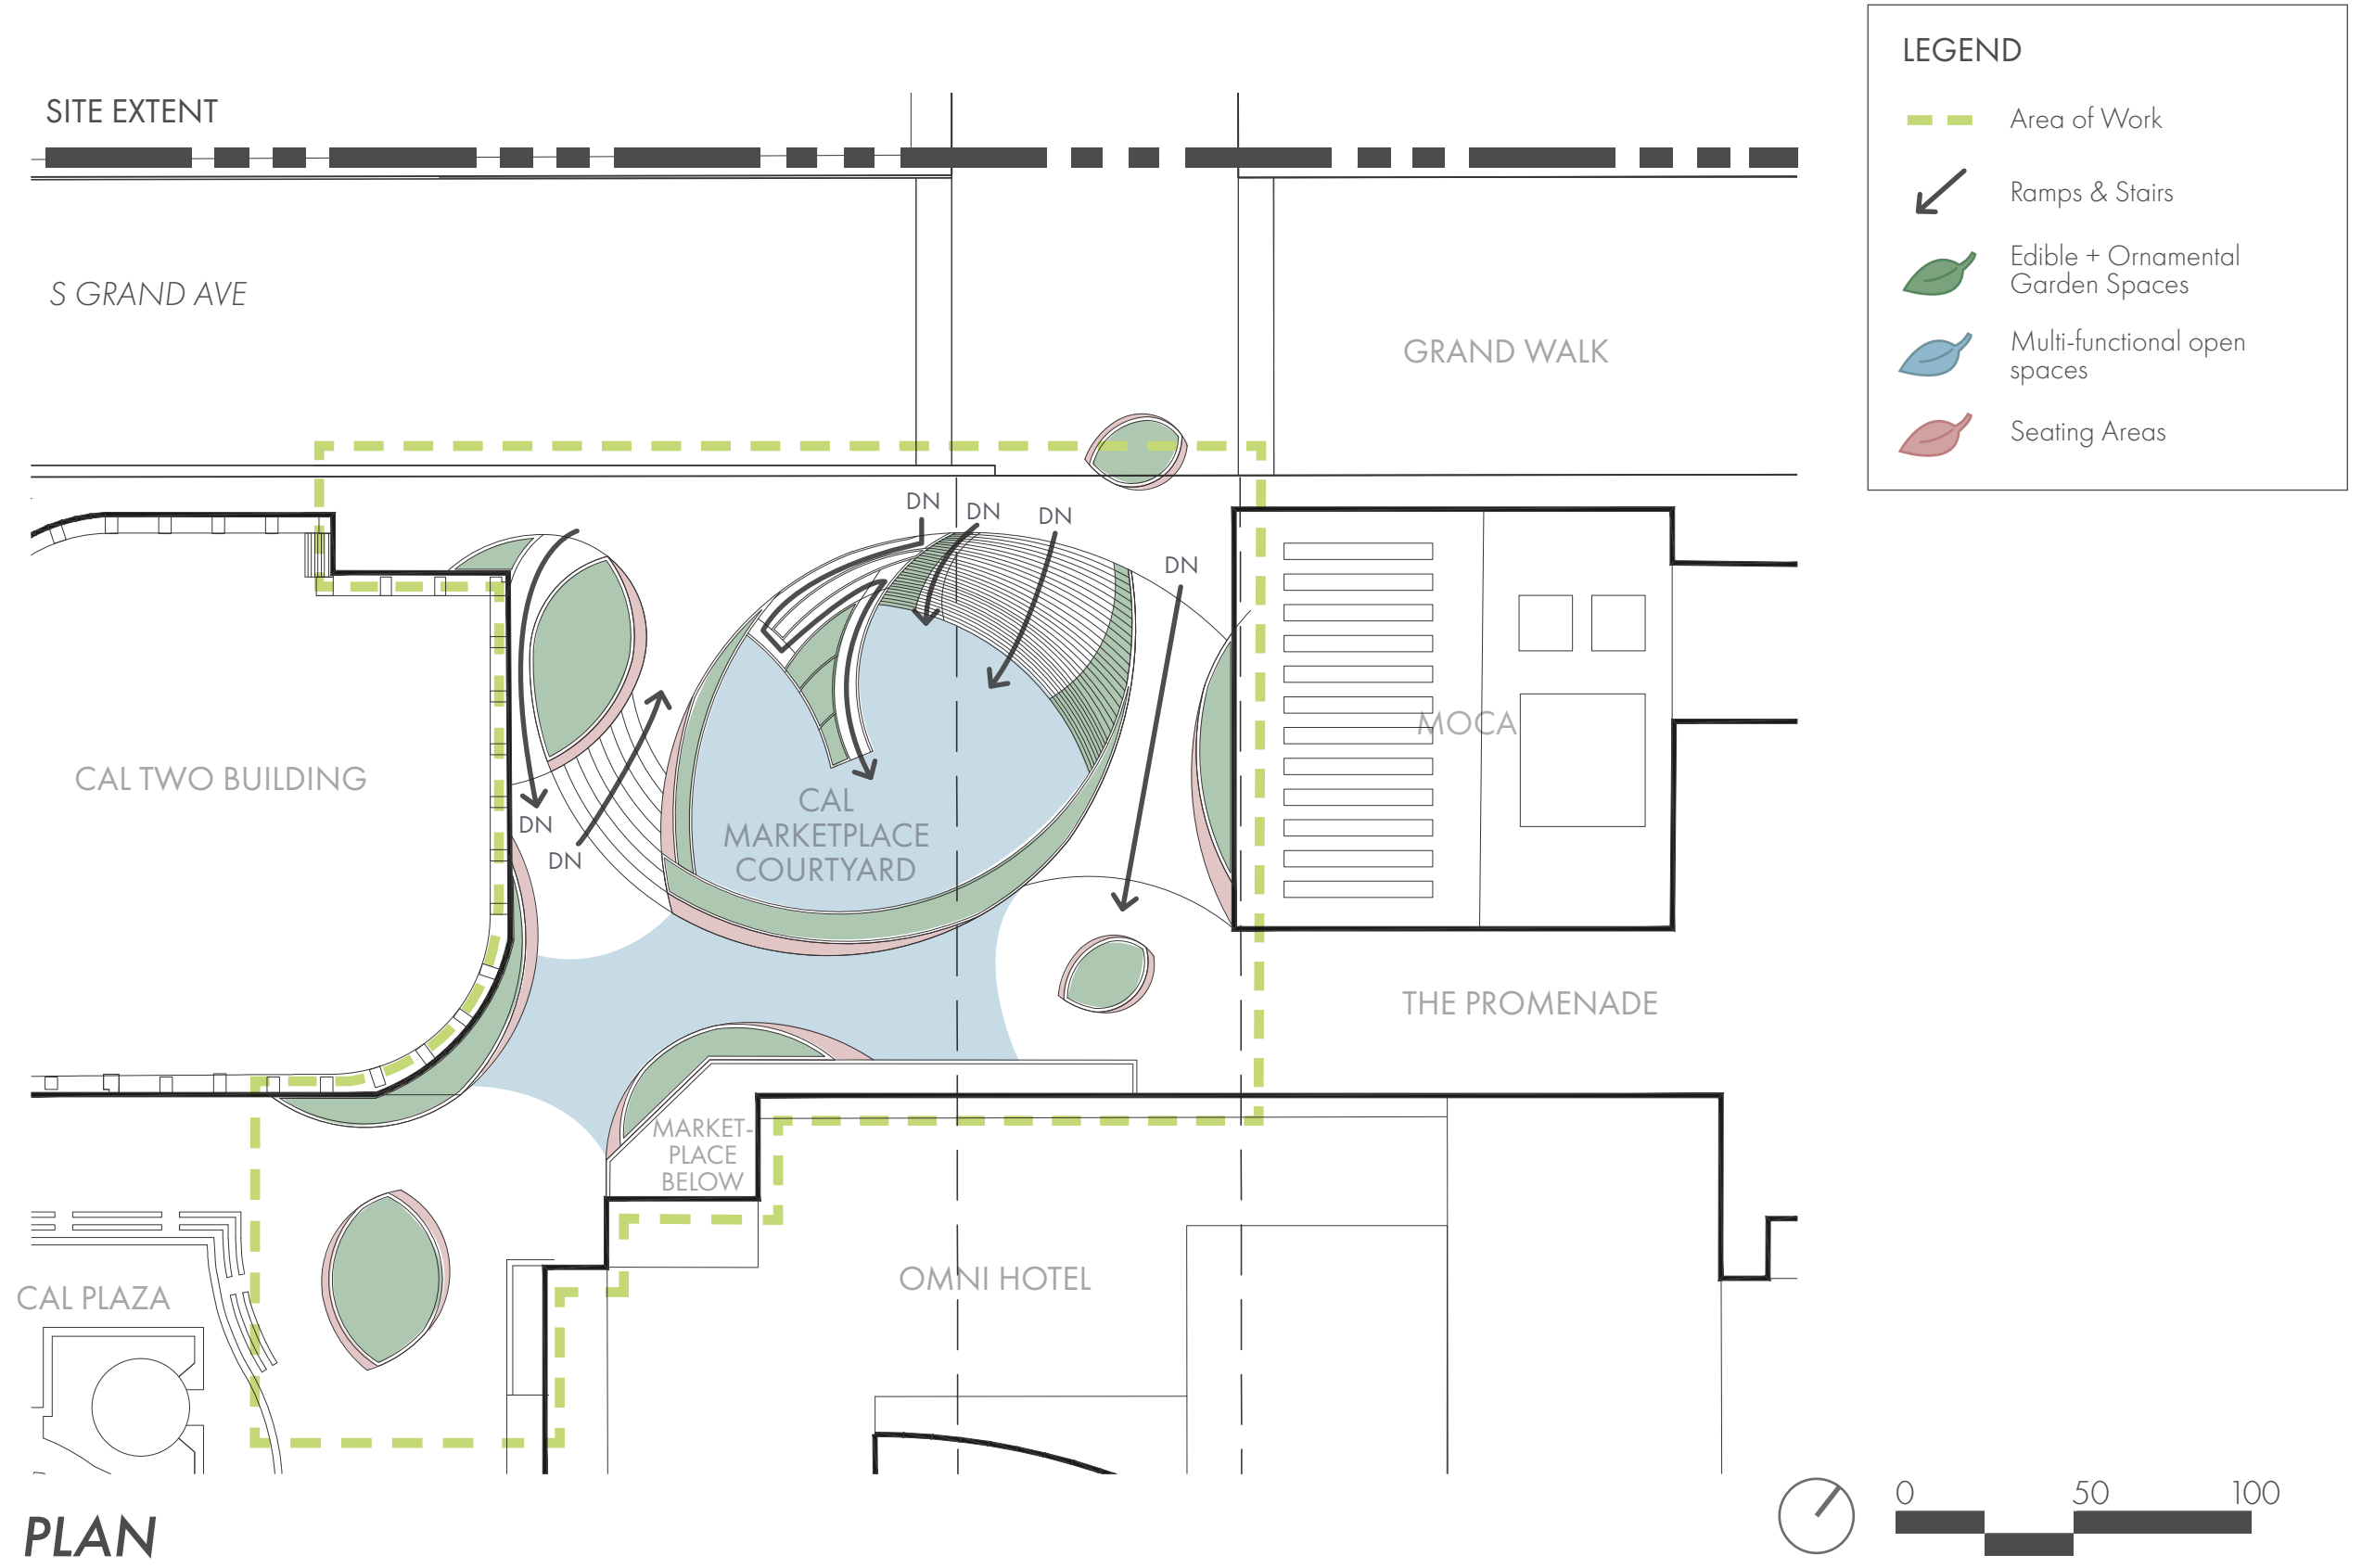 LEGEND
Area of Work
Ramps & Stairs
Edible + Ornamental
Garden Spaces
Multi-functional open
spaces
Seating Areas
SITE EXTENT
S GRAND AVE
GRAND WALK
DN
DN
DN
DN
MOCA
CAL TWO BUILDING
CAL
MARKETPLACE
COURTYARD
DN
DN
THE PROMENADE
MARKET-
PLACE
BELOW
OMNI HOTEL
CAL PLAZA
PLAN
0 50 100